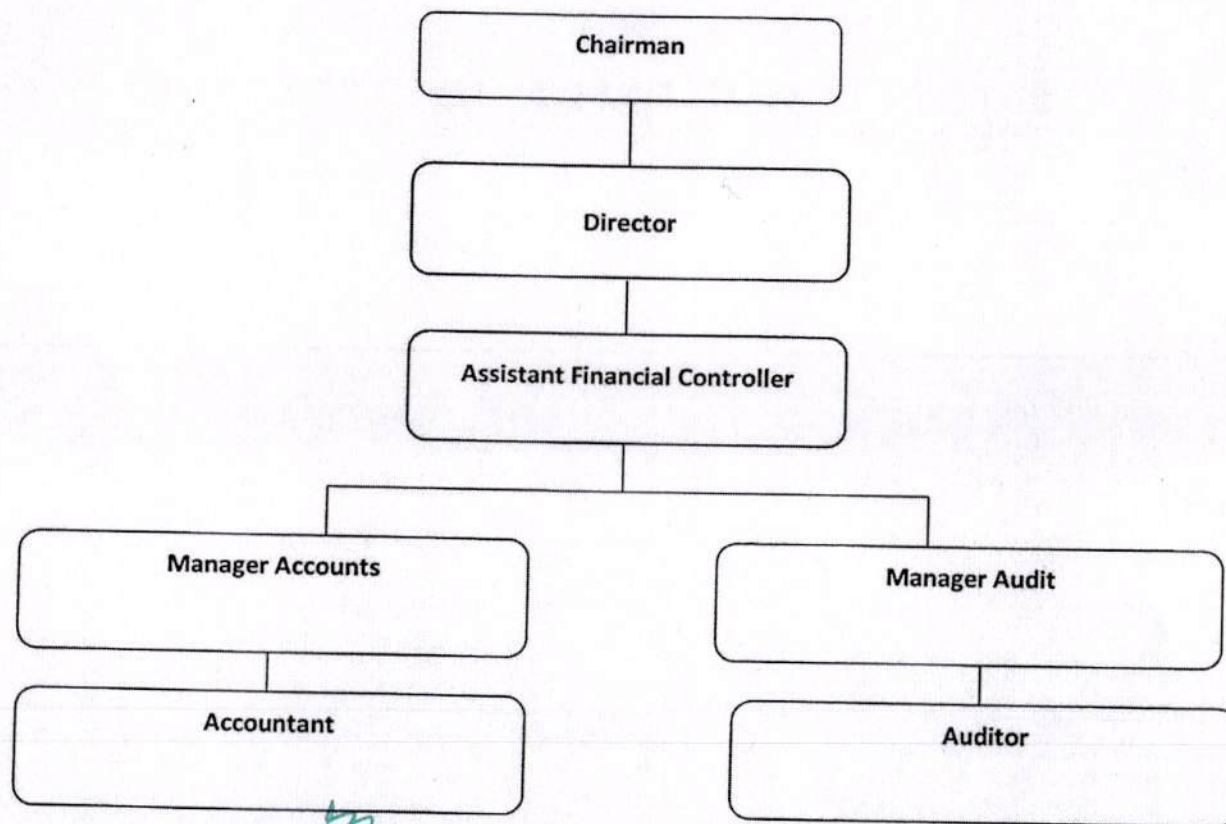 Chairman
Director
Assistant Financial Controller
Manager Accounts
Manager Audit
Accountant
Auditor